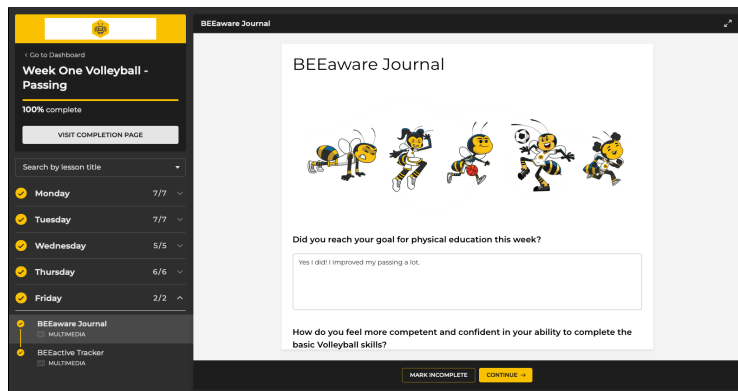 ‹ Go to Dashboard
Week One Volleyball -
Passing
100% complete
VISIT COMPLETION PAGE
Search by lesson title
Monday 7/7
Tuesday 7/7
Wednesday 5/5
Thursday 6/6
Friday 2/2
BEEaware Journal
MULTIMEDIA
BEEactive Tracker
MULTIMEDIA
BEEaware Journal
BEEaware Journal
Did you reach your goal for physical education this week?
Yes I did! I improved my passing a lot.
How do you feel more competent and confident in your ability to complete the
basic Volleyball skills?
MARK INCOMPLETE
CONTINUE →